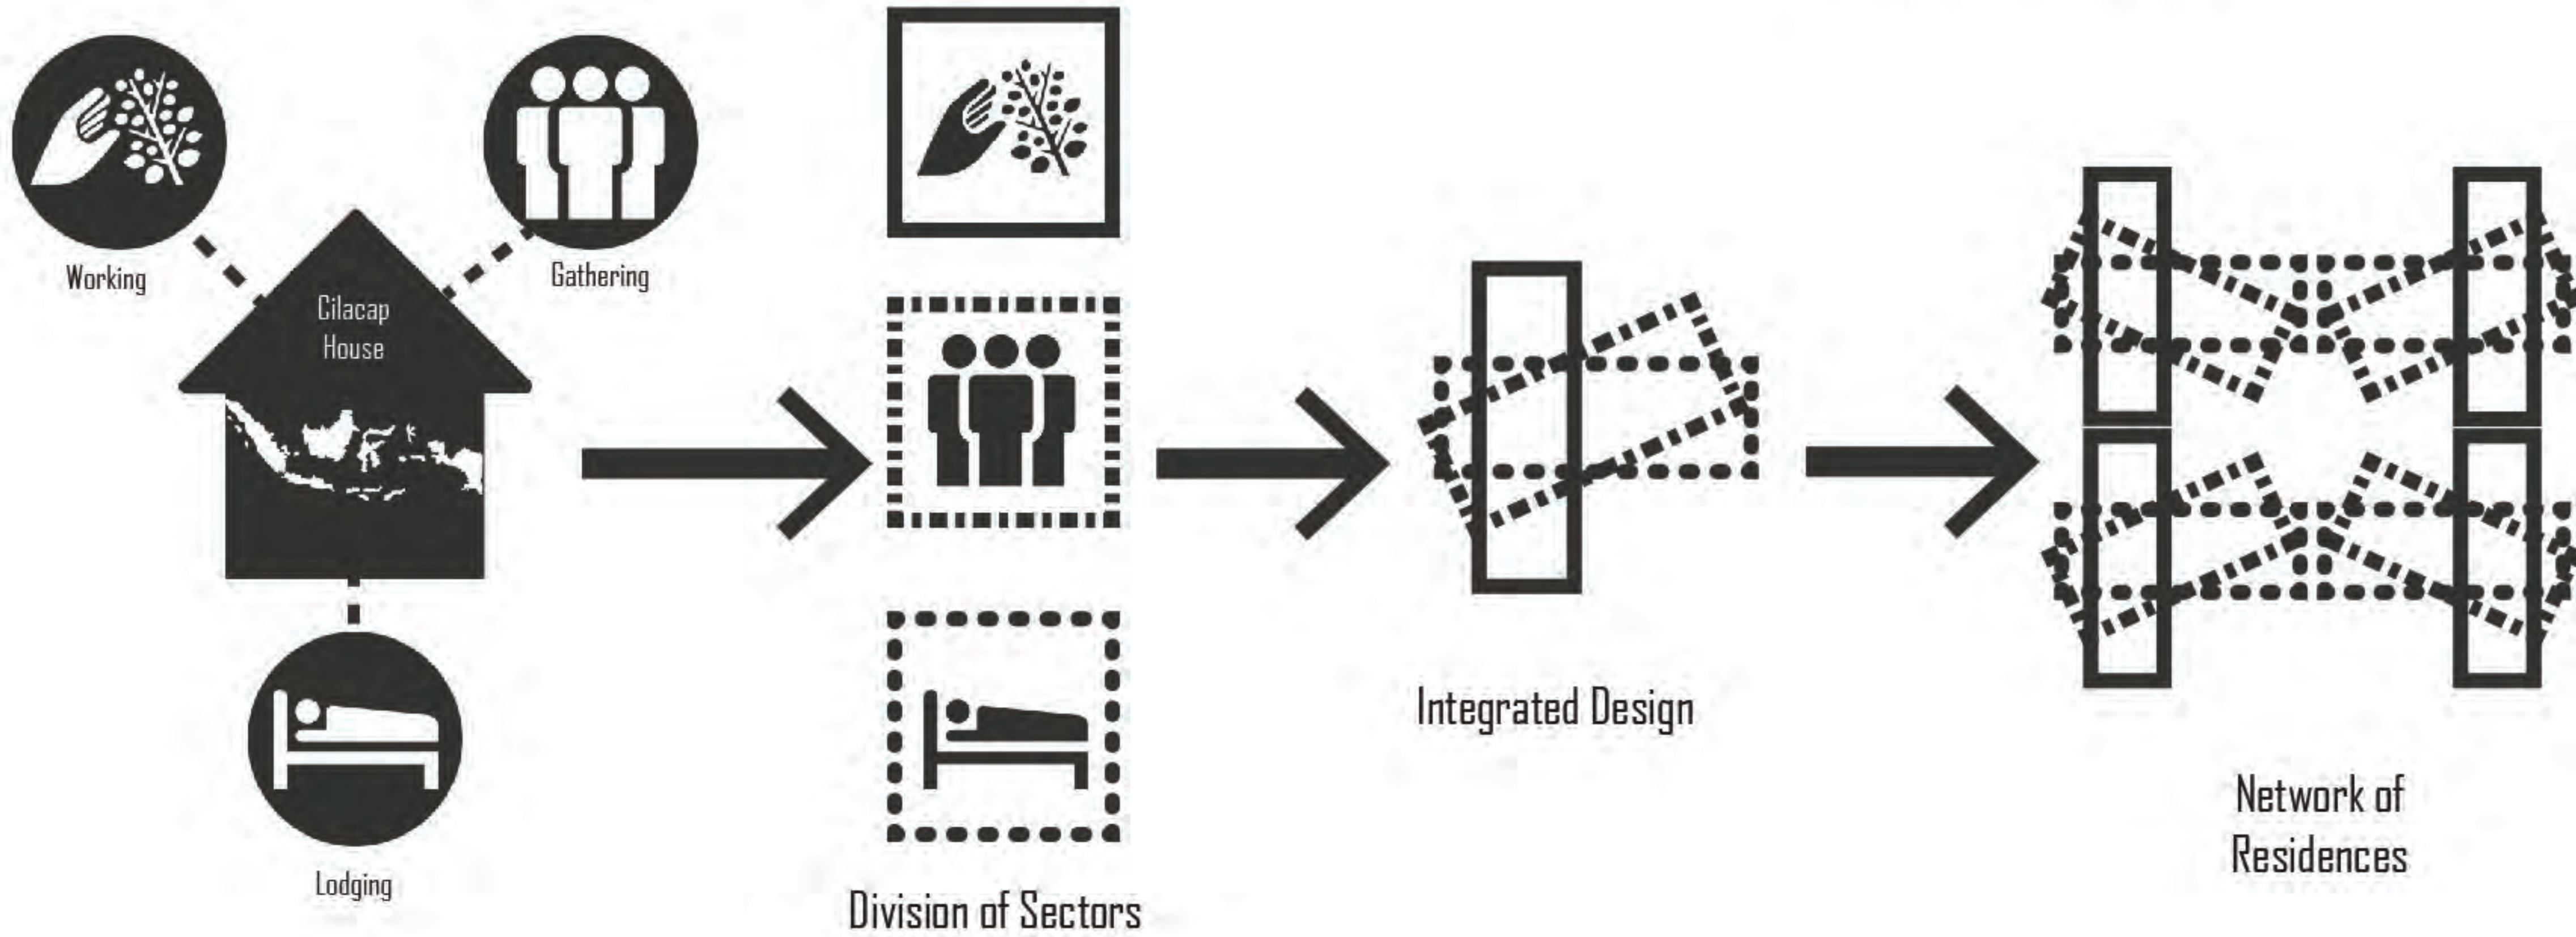 Working
Gathering
Cilacap
House
Lodging
Division of Sectors
Integrated Design
Network of
Residences